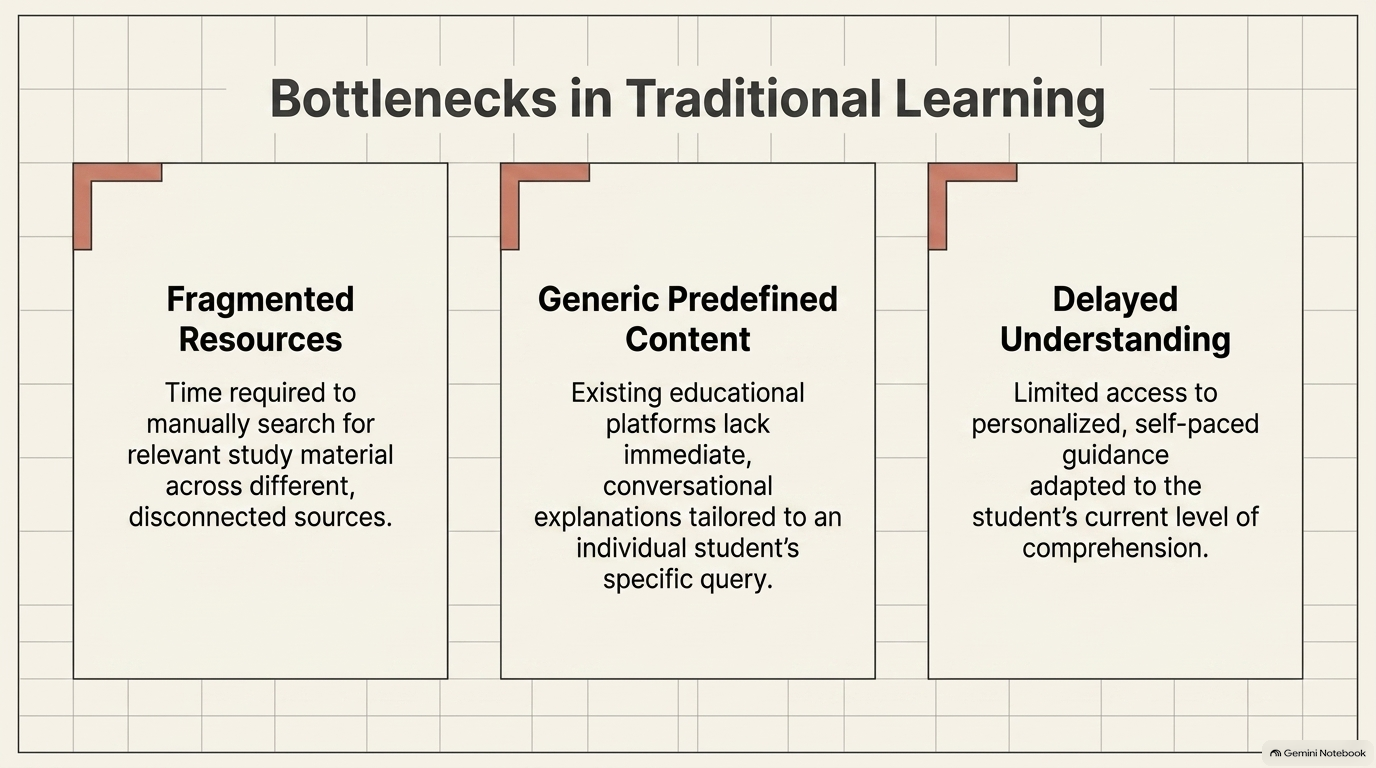 Bottlenecks in Traditional Learning
Fragmented
Resources
Time required to
manually search for
relevant study material
across different,
disconnected sources.
Generic Predefined
Content
Existing educational
platforms lack
immediate,
conversational
explanations tailored to an
individual student’s
specific query.
Delayed
Understanding
Limited access to
personalized, self-paced
guidance
adapted to the
student’s current level of
comprehension.
Gemini Notebook